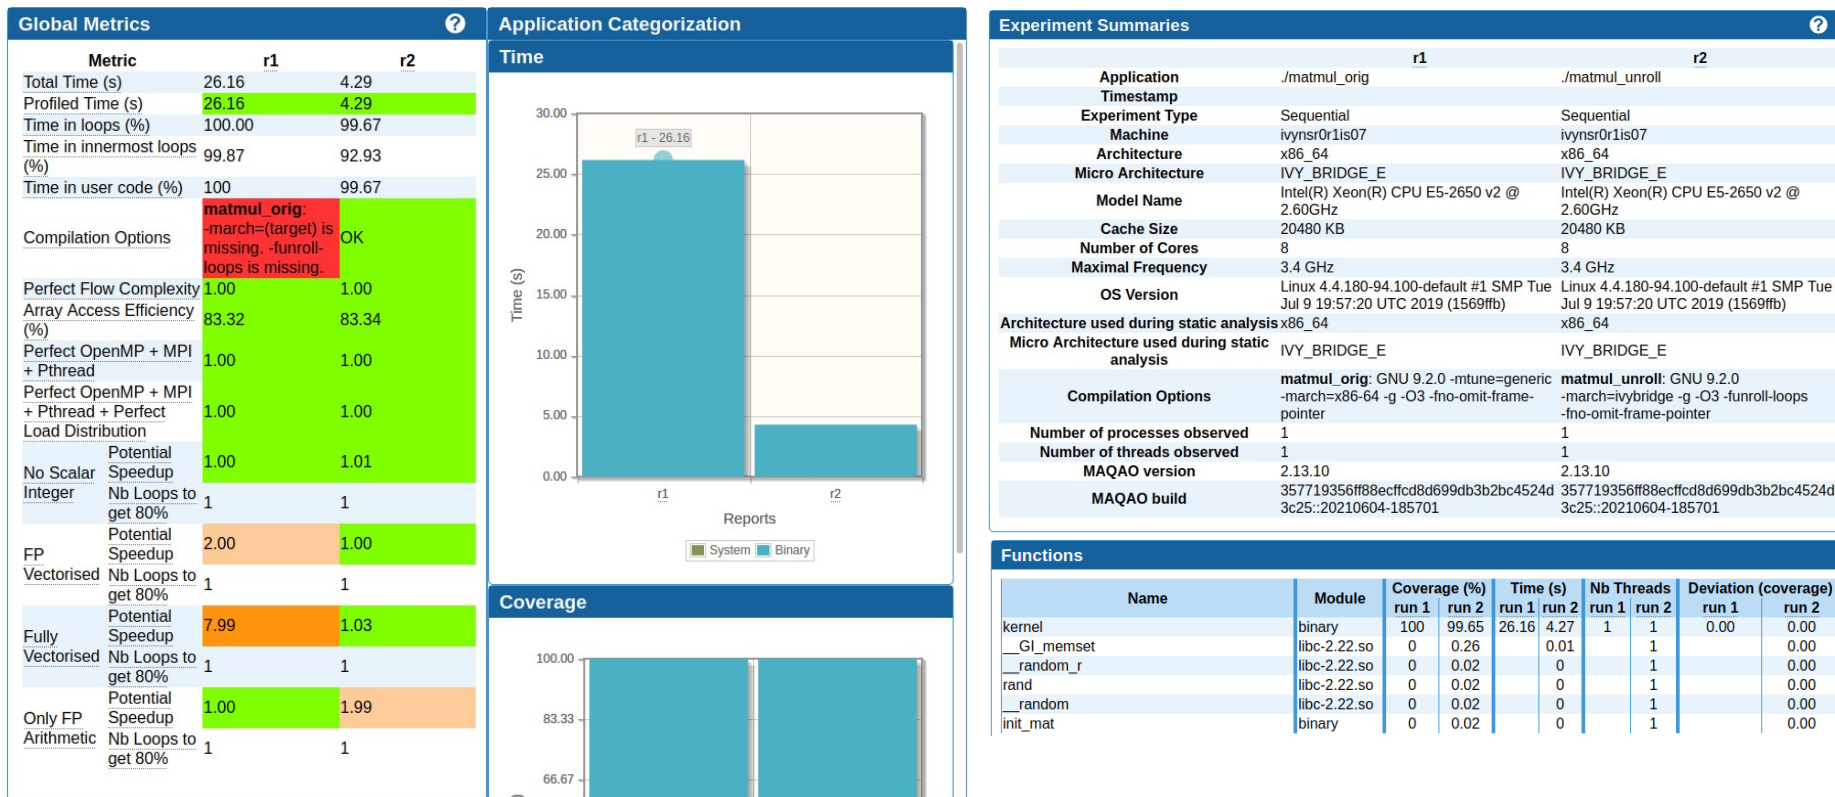 Global Metrics
?
Metric r1 r2
Total Time (s) 26.16 4.29
Profiled Time (s) 26.16 4.29
Time in loops (%) 100.00 99.67
Time in innermost loops
(%) 99.87 92.93
Time in user code (%) 100 99.67
Compilation Options
matmul_orig:
-march=(target) is
missing. -funroll-
loops is missing.
OK
Perfect Flow Complexity 1.00 1.00
Array Access Efficiency
(%) 83.32 83.34
Perfect OpenMP + MPI
+ Pthread 1.00 1.00
Perfect OpenMP + MPI
+ Pthread + Perfect
Load Distribution 1.00 1.00
No Scalar
Integer
Potential
Speedup 1.00 1.01
Nb Loops to
get 80% 1 1
FP
Vectorised
Potential
Speedup 2.00 1.00
Nb Loops to
get 80% 1 1
Fully
Vectorised
Potential
Speedup 7.99 1.03
Nb Loops to
get 80% 1 1
Only FP
Arithmetic
Potential
Speedup 1.00 1.99
Nb Loops to
get 80% 1 1
Application Categorization
Time
30.00
25.00
20.00
15.00
10.00
5.00
0.00
Time (s)
r1 - 26.16
r1 r2
Reports
System Binary
Coverage
100.00
83.33
66.67
Experiment Summaries
?
r1 r2
Application ./matmul_orig ./matmul_unroll
Timestamp
Experiment Type Sequential Sequential
Machine ivynsr0r1is07 ivynsr0r1is07
Architecture x86_64 x86_64
Micro Architecture IVY_BRIDGE_E IVY_BRIDGE_E
Model Name
Intel(R) Xeon(R) CPU E5-2650 v2 @
2.60GHz
Intel(R) Xeon(R) CPU E5-2650 v2 @
2.60GHz
Cache Size 20480 KB 20480 KB
Number of Cores 8 8
Maximal Frequency 3.4 GHz 3.4 GHz
OS Version
Linux 4.4.180-94.100-default #1 SMP Tue
Jul 9 19:57:20 UTC 2019 (1569ffb)
Linux 4.4.180-94.100-default #1 SMP Tue
Jul 9 19:57:20 UTC 2019 (1569ffb)
Architecture used during static analysis x86_64 x86_64
Micro Architecture used during static
analysis
IVY_BRIDGE_E IVY_BRIDGE_E
Compilation Options
matmul_orig: GNU 9.2.0 -mtune=generic
-march=x86-64 -g -O3 -fno-omit-frame-
pointer
matmul_unroll: GNU 9.2.0
-march=ivybridge -g -O3 -funroll-loops
-fno-omit-frame-pointer
Number of processes observed 1 1
Number of threads observed 1 1
MAQAO version 2.13.10 2.13.10
MAQAO build
357719356ff88ecffcd8d699db3b2bc4524d
3c25::20210604-185701
357719356ff88ecffcd8d699db3b2bc4524d
3c25::20210604-185701
Functions
Name Module Coverage (%) Time (s) Nb Threads Deviation (coverage)
run 1 run 2 run 1 run 2 run 1 run 2 run 1 run 2
kernel binary 100 99.65 26.16 4.27 1 1 0.00 0.00
__GI_memset libc-2.22.so 0 0.26 0.01 1 0.00
__random_r libc-2.22.so 0 0.02 0 1 0.00
rand libc-2.22.so 0 0.02 0 1 0.00
__random libc-2.22.so 0 0.02 0 1 0.00
init_mat binary 0 0.02 0 1 0.00